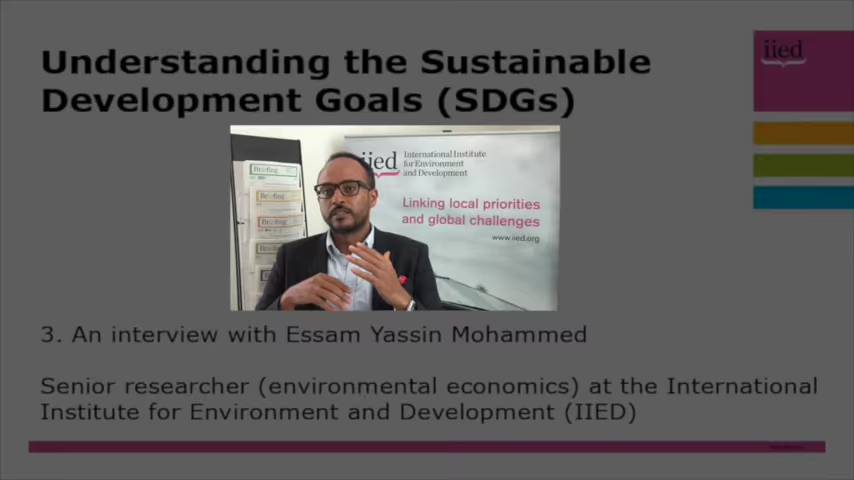 Understanding the Sustainable
Development Goals (SDGs)
iied
iied
International Institute
for Environment
and Development
Linking local priorities
and global challenges
www.iied.org
Briefing
Briefing
Briefing
Briefing
3. An interview with Essam Yassin Mohammed
Senior researcher (environmental economics) at the International
Institute for Environment and Development (IIED)